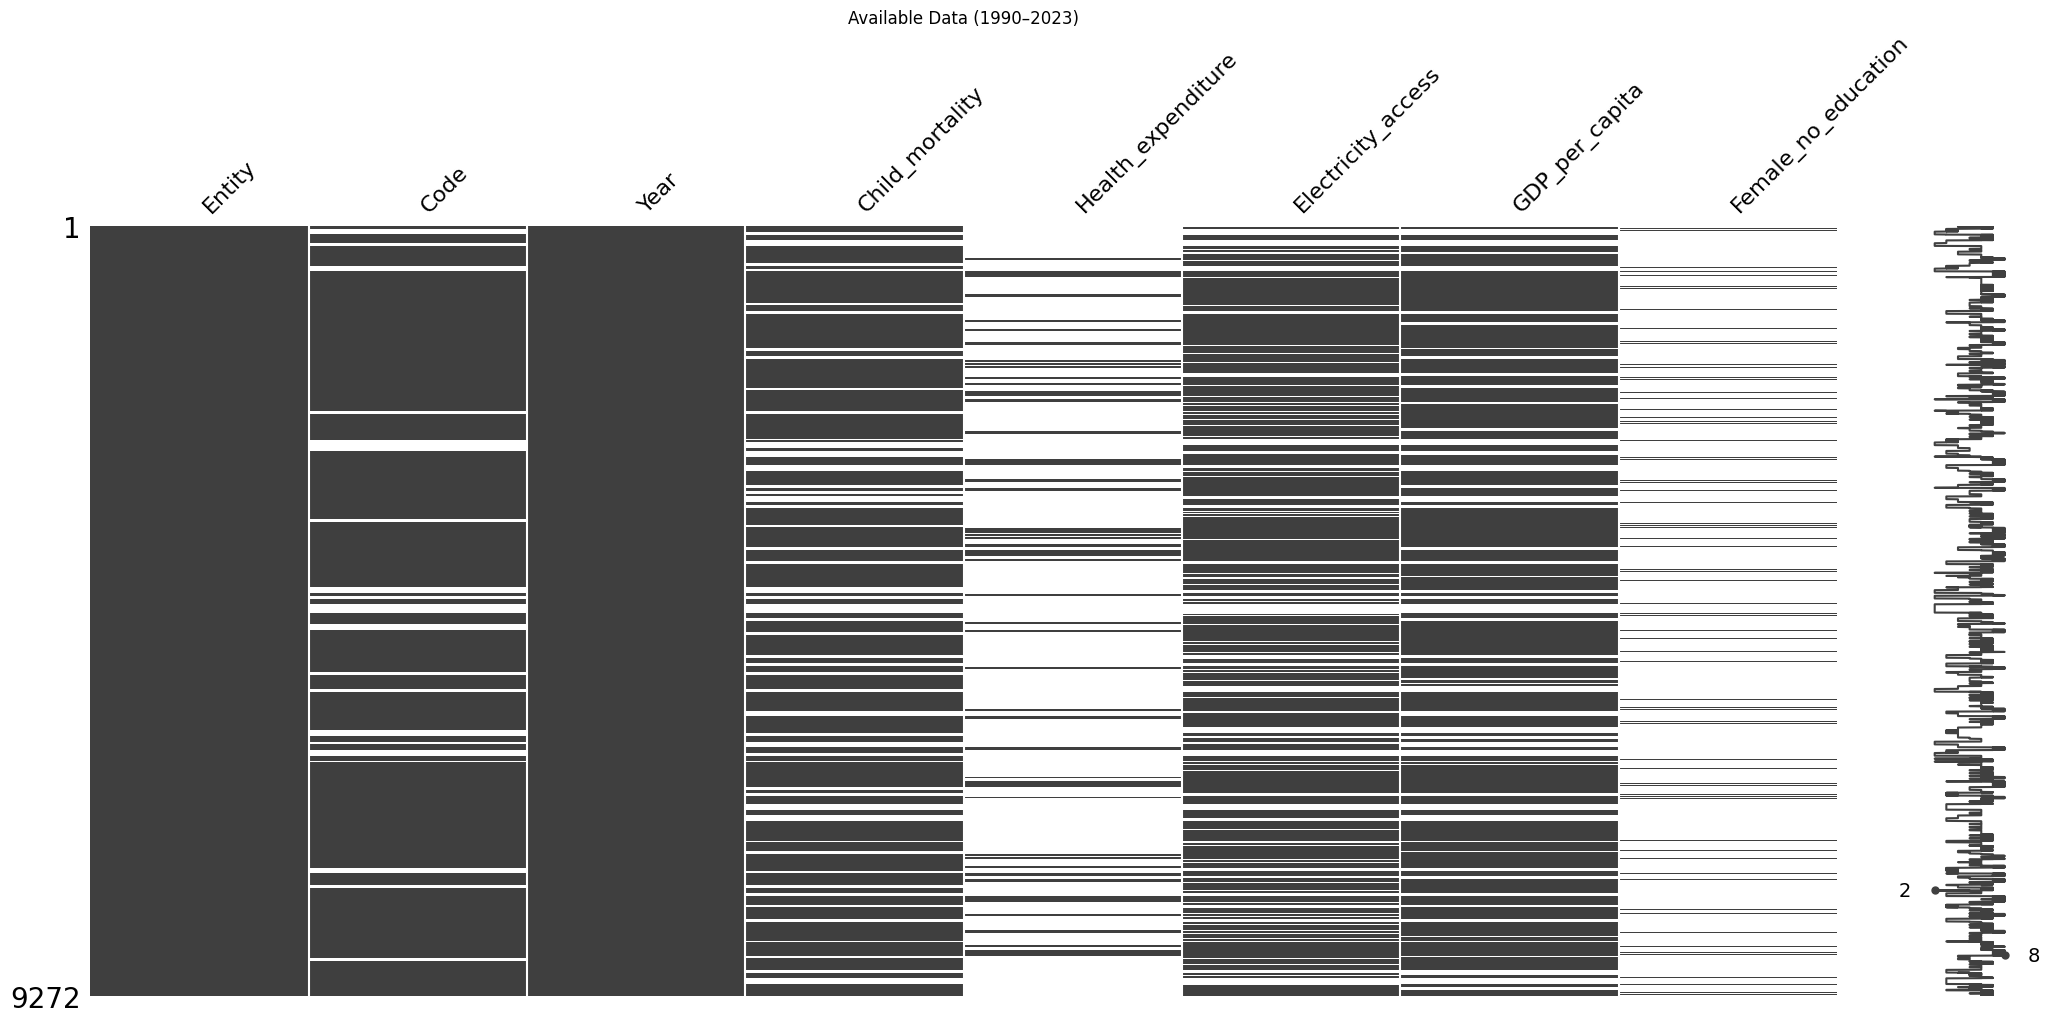 Available Data (1990–2023)
Entity
Code
Year
Child_mortality
Health_expenditure
Electricity_access
GDP_per_capita
Female_no_education
1
2
8
9272